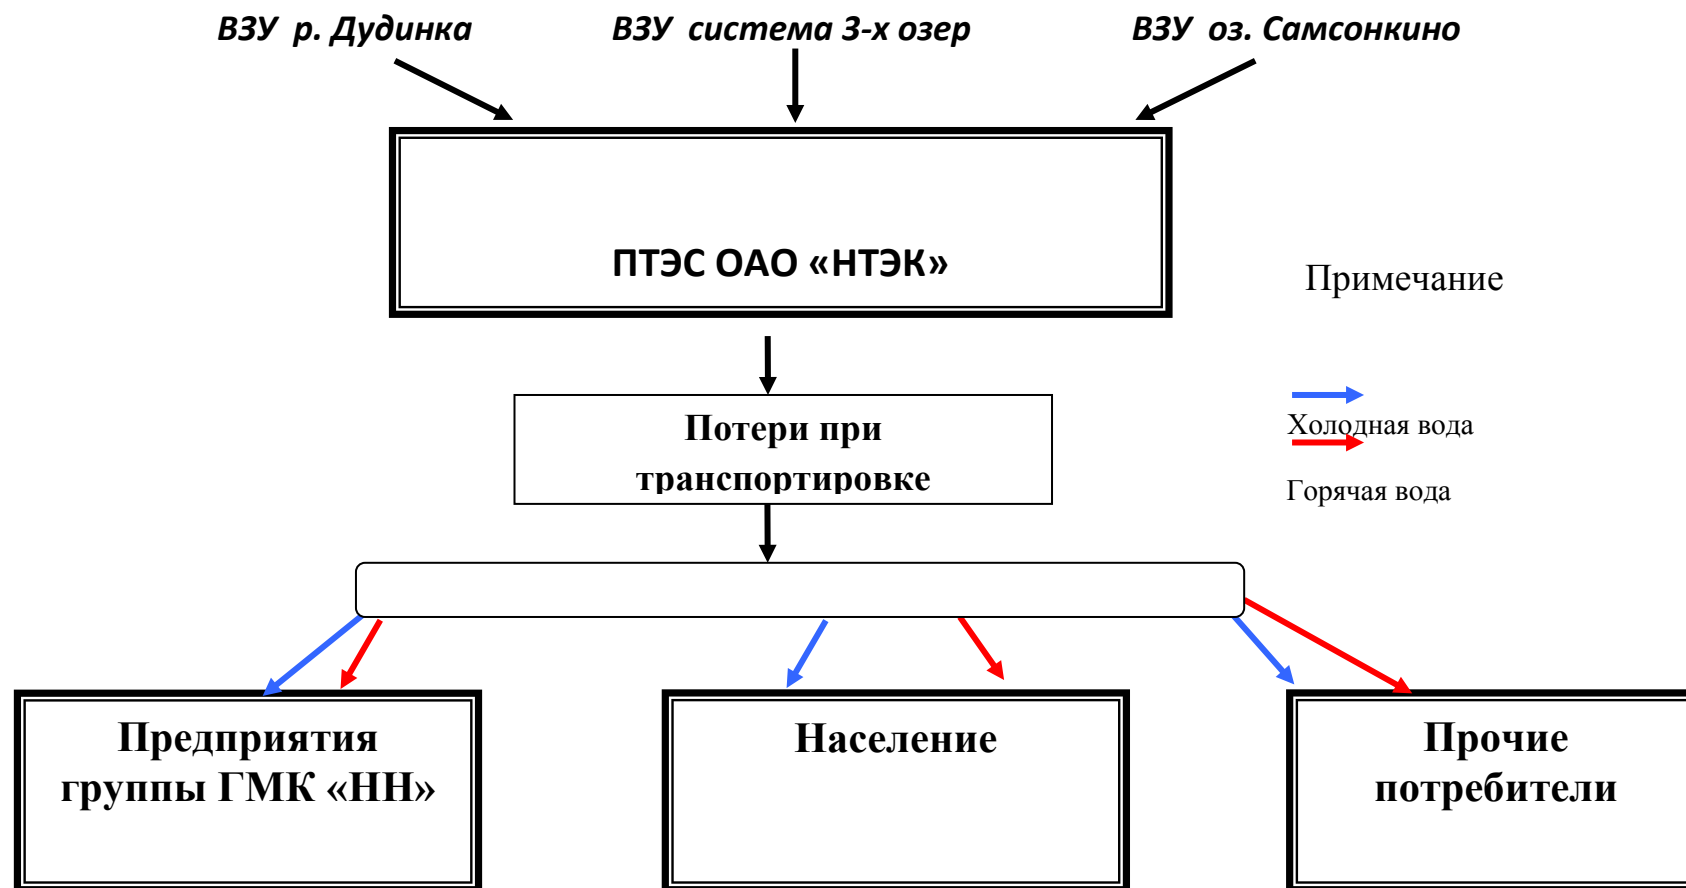 ВЗУ р. Дудинка
ВЗУ система 3-х озер
ВЗУ оз. Самсонкино
ПТЭС ОАО «НТЭК»
Примечание
Потери при
транспортировке
Холодная вода
Горячая вода
Предприятия
группы ГМК «НН»
Население
Прочие
потребители